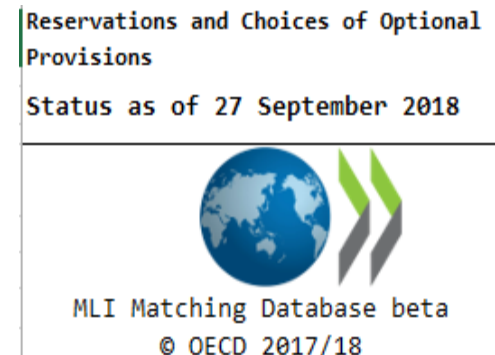 Reservations and Choices of Optional
Provisions
Status as of 27 September 2018
MLI Matching Database beta
© OECD 2017/18